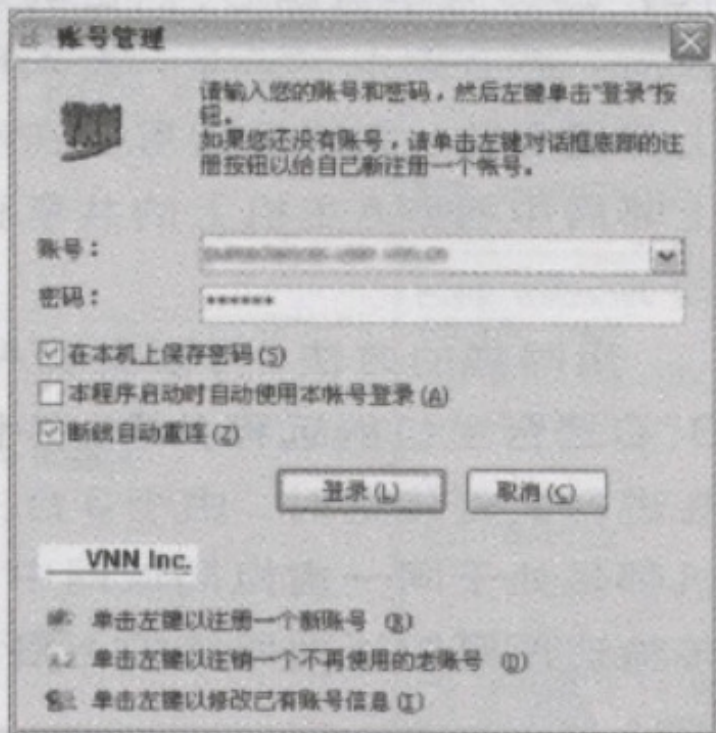 账号管理
请输入您的账号和密码，然后左键单击“登录”按
钮。
如果您还没有账号，请单击左键对话框底部的注
册按钮以给自己新注册一个帐号。
账号：
密码： ******
在本机上保存密码(S)
本程序启动时自动使用本帐号登录(A)
断线自动重连(Z)
登录(L) 取消(C)
VNN Inc.
单击左键以注册一个新账号 (R)
单击左键以注销一个不再使用的老账号 (D)
单击左键以修改已有账号信息(I)